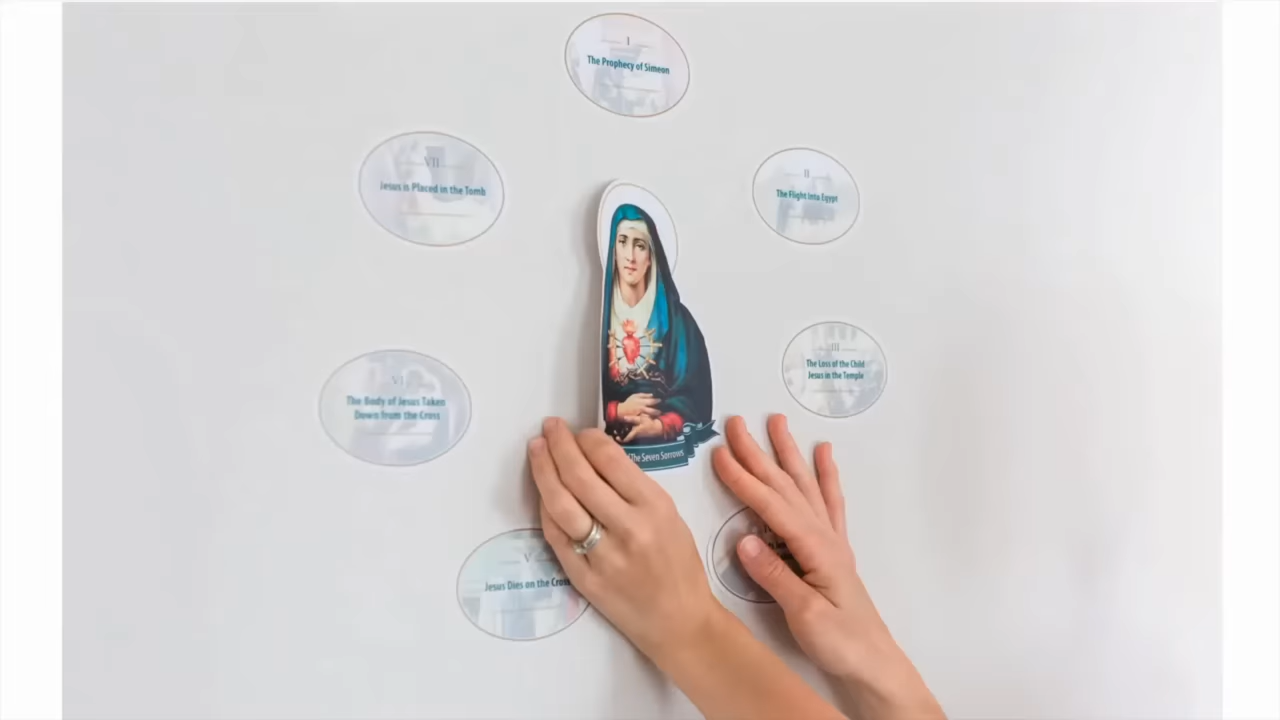 I
The Prophecy of Simeon
II
The Flight Into Egypt
III
The Loss of the Child
Jesus in the Temple
V
Jesus Dies on the Cross
VI
The Body of Jesus Taken
Down from the Cross
VII
Jesus is Placed in the Tomb
The Seven Sorrows